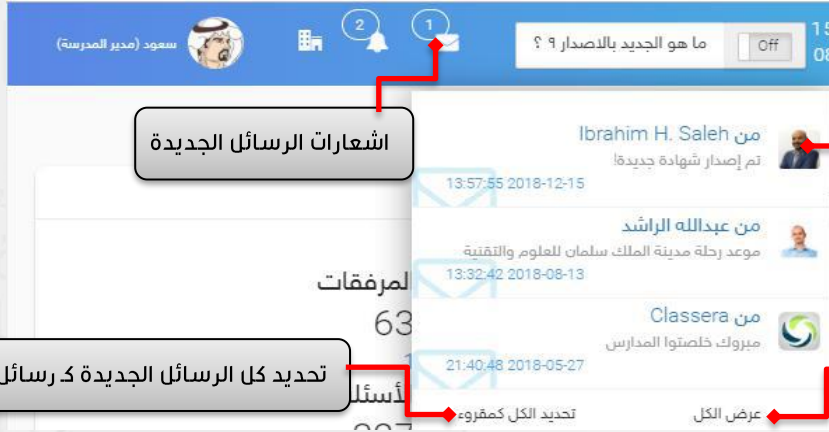 سعود (مدير المدرسة)
2
1
ما هو الجديد بالاصدار ٩ ؟
Off
15
08
اشعارات الرسائل الجديدة
من Ibrahim H. Saleh
تم إصدار شهادة جديدة!
13:57:55 2018-12-15
من عبدالله الراشد
موعد رحلة مدينة الملك سلمان للعلوم والتقنية
13:32:42 2018-08-13
من Classera
مبروك خلصتوا المدارس
21:40:48 2018-05-27
عرض الكل
تحديد الكل كمقروء
لمرفقات
63
تحديد كل الرسائل الجديدة كـ رسائل